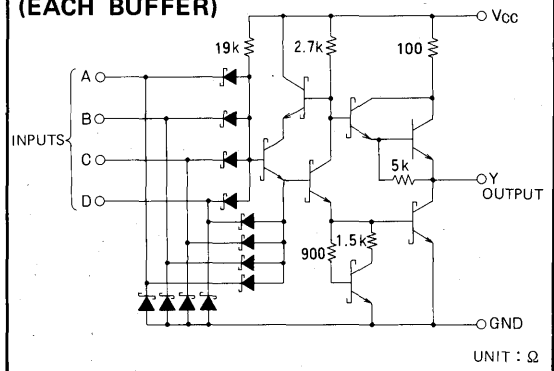 (EACH BUFFER)
Vcc
19k 2.7k 100
A
B
INPUTS
C
D
5k
Y
OUTPUT
900 1.5k
GND
UNIT : Ω